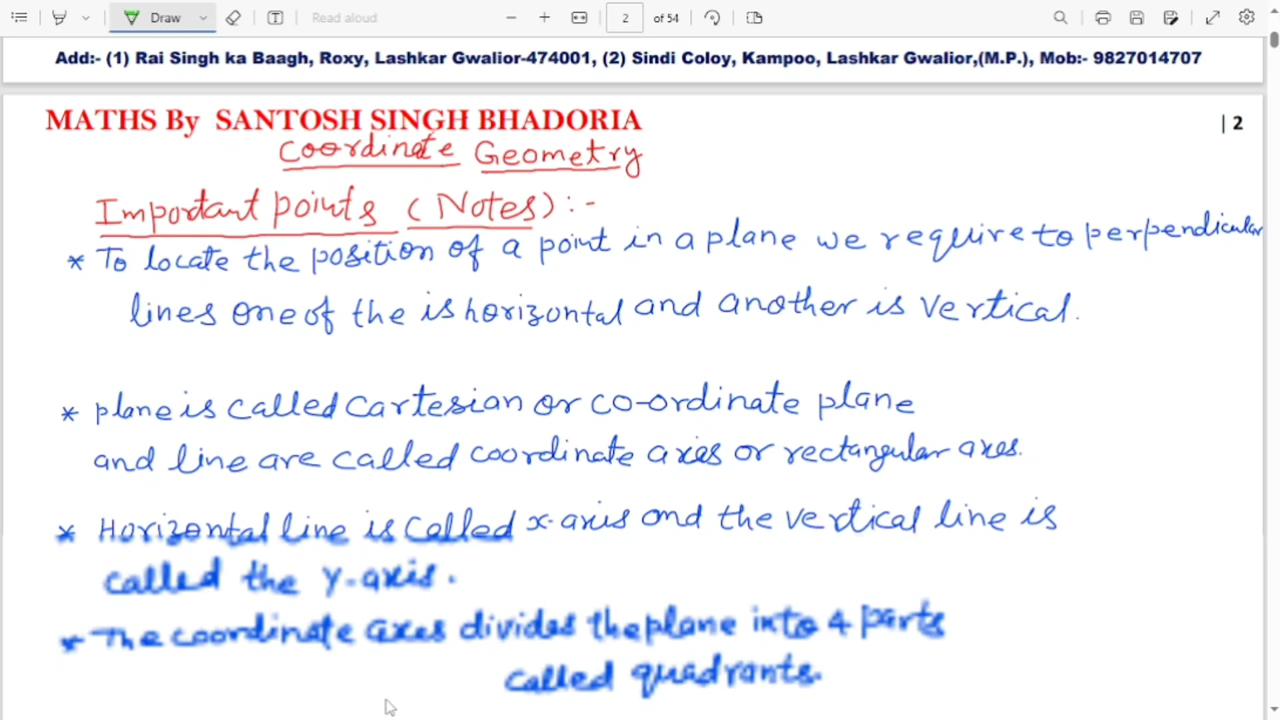 Draw
Read aloud
2
of 54
Add:- (1) Rai Singh ka Baagh, Roxy, Lashkar Gwalior-474001, (2) Sindi Coloy, Kampoo, Lashkar Gwalior,(M.P.), Mob:- 9827014707
MATHS By SANTOSH SINGH BHADORIA
| 2
Coordinate Geometry
Important points (Notes):-
* To locate the position of a point in a plane we require to perpendicular
lines one of the is horizontal and another is vertical.
* plane is called cartesian or co-ordinate plane
and line are called coordinate axes or rectangular axes.
* Horizontal line is called x-axis and the vertical line is
called the Y-axis.
* The coordinate axes divides the plane into 4 parts
called quadrants.